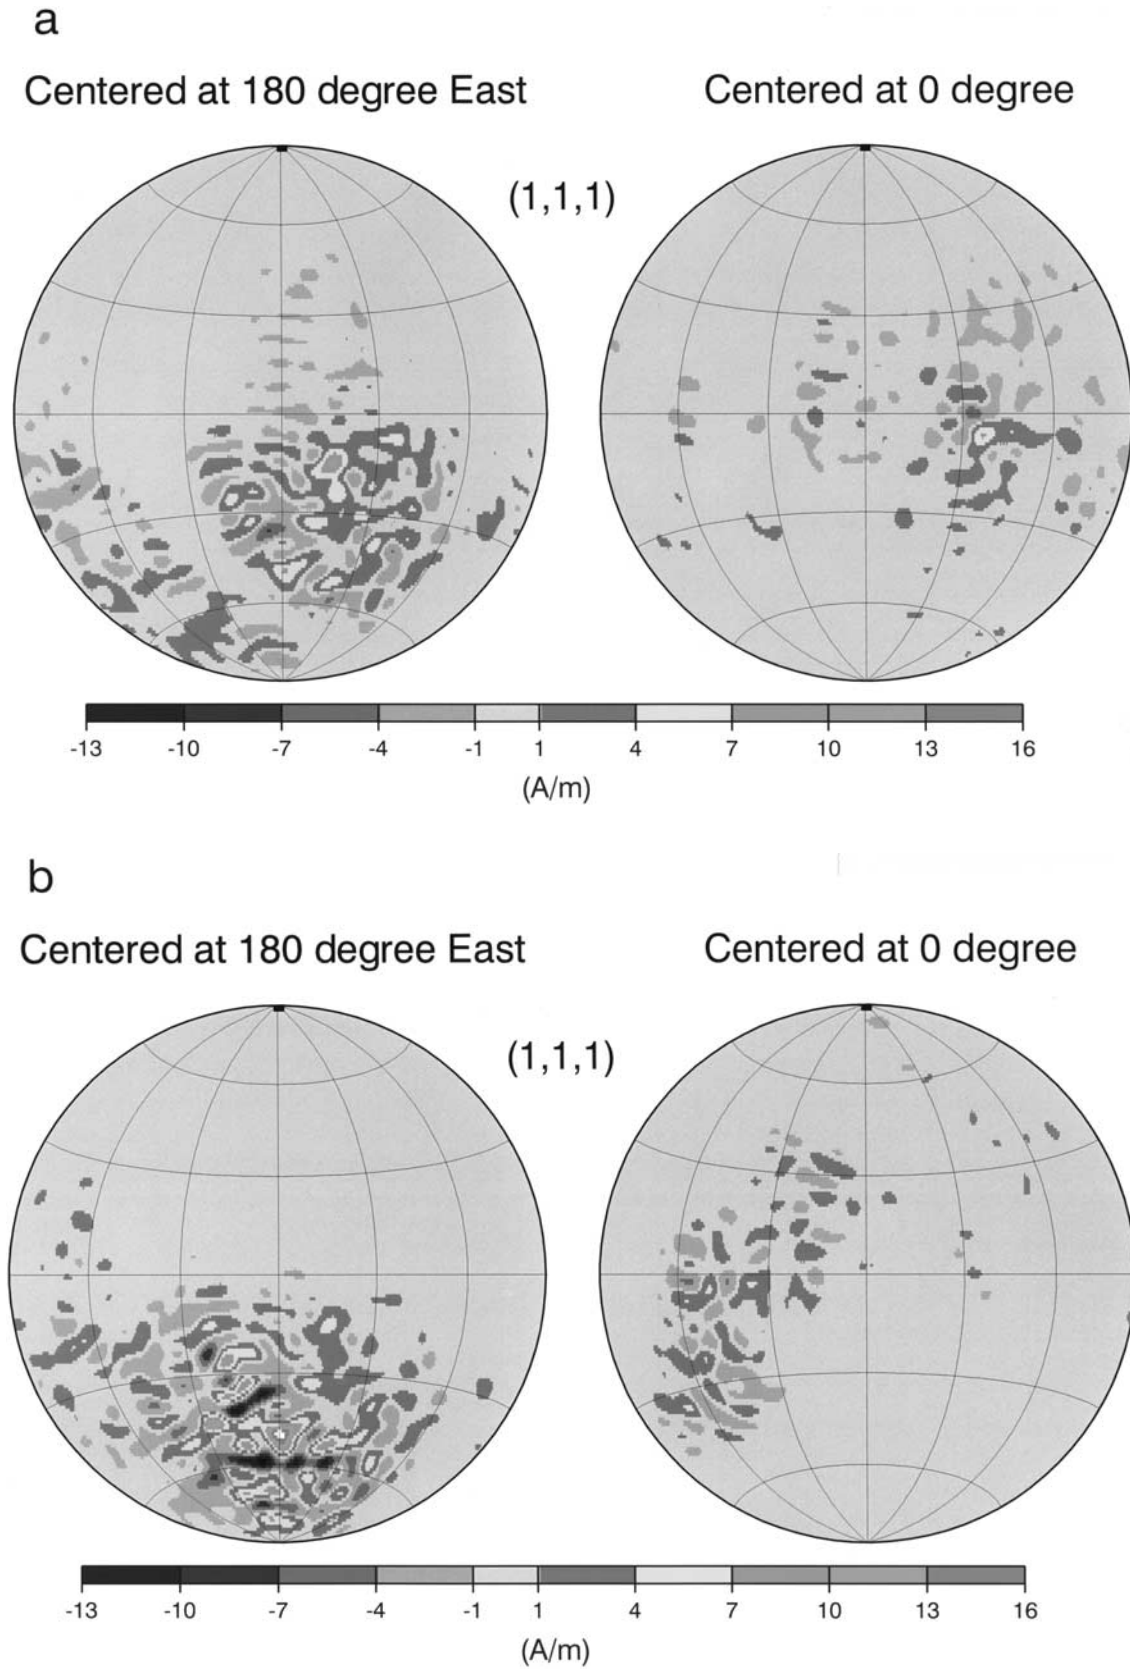 a
Centered at 180 degree East
Centered at 0 degree
(1,1,1)
-13 -10 -7 -4 -1 1 4 7 10 13 16
(A/m)
b
Centered at 180 degree East
Centered at 0 degree
(1,1,1)
-13 -10 -7 -4 -1 1 4 7 10 13 16
(A/m)